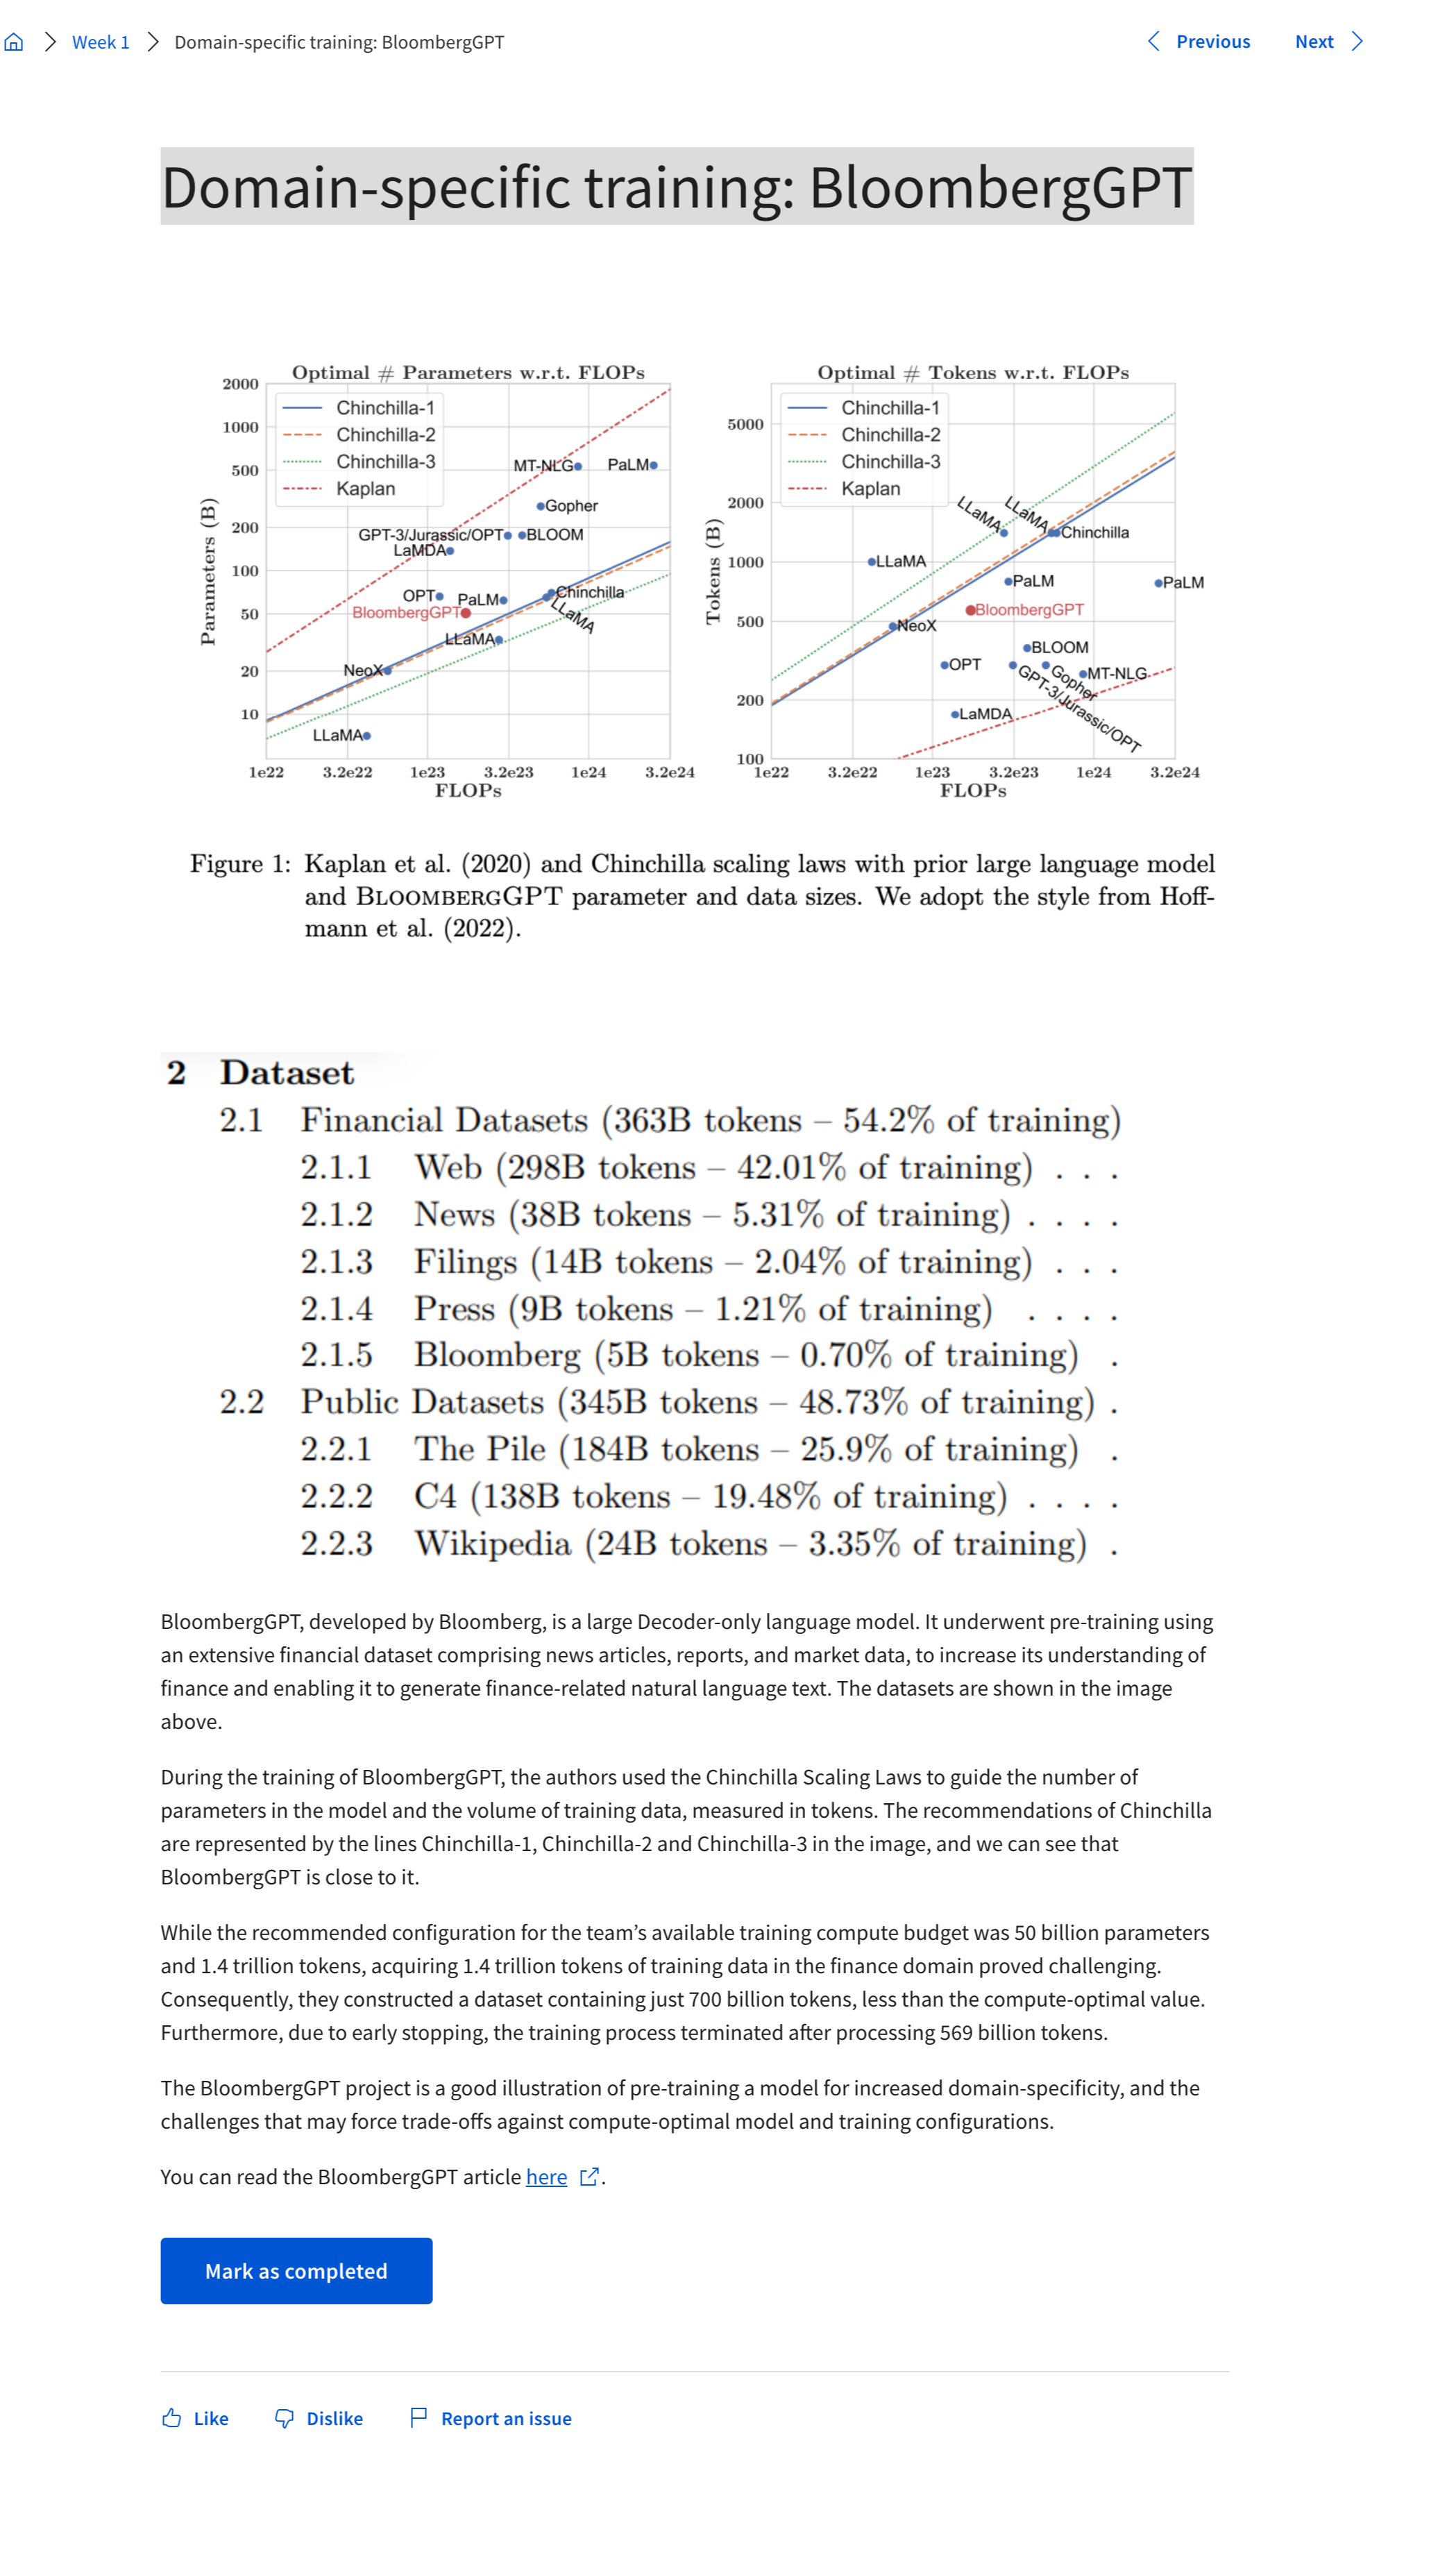 Week 1
Domain-specific training: BloombergGPT
Previous
Next
Domain-specific training: BloombergGPT
Optimal # Parameters w.r.t. FLOPs
2000
1000
500
200
100
50
20
10
Parameters (B)
Chinchilla-1
Chinchilla-2
Chinchilla-3
Kaplan
MT-NLG
PaLM
Gopher
GPT-3/Jurassic/OPT
BLOOM
LaMDA
OPT
PaLM
Chinchilla
BloombergGPT
LLaMA
LLaMA
NeoX
LLaMA
1e22 3.2e22 1e23 3.2e23 1e24 3.2e24
FLOPs
Optimal # Tokens w.r.t. FLOPs
5000
2000
1000
500
200
100
Tokens (B)
Chinchilla-1
Chinchilla-2
Chinchilla-3
Kaplan
LLaMA
LLaMA
Chinchilla
LLaMA
PaLM
PaLM
BloombergGPT
NeoX
BLOOM
OPT
Gopher
MT-NLG
GPT-3/Jurassic/OPT
LaMDA
1e22 3.2e22 1e23 3.2e23 1e24 3.2e24
FLOPs
Figure 1: Kaplan et al. (2020) and Chinchilla scaling laws with prior large language model
and BLOOMBERGGPT parameter and data sizes. We adopt the style from Hoff-
mann et al. (2022).
2 Dataset
2.1 Financial Datasets (363B tokens – 54.2% of training)
2.1.1 Web (298B tokens – 42.01% of training) . . .
2.1.2 News (38B tokens – 5.31% of training) . . . .
2.1.3 Filings (14B tokens – 2.04% of training) . . .
2.1.4 Press (9B tokens – 1.21% of training) . . . .
2.1.5 Bloomberg (5B tokens – 0.70% of training) .
2.2 Public Datasets (345B tokens – 48.73% of training) .
2.2.1 The Pile (184B tokens – 25.9% of training) .
2.2.2 C4 (138B tokens – 19.48% of training) . . . .
2.2.3 Wikipedia (24B tokens – 3.35% of training) .
BloombergGPT, developed by Bloomberg, is a large Decoder-only language model. It underwent pre-training using
an extensive financial dataset comprising news articles, reports, and market data, to increase its understanding of
finance and enabling it to generate finance-related natural language text. The datasets are shown in the image
above.
During the training of BloombergGPT, the authors used the Chinchilla Scaling Laws to guide the number of
parameters in the model and the volume of training data, measured in tokens. The recommendations of Chinchilla
are represented by the lines Chinchilla-1, Chinchilla-2 and Chinchilla-3 in the image, and we can see that
BloombergGPT is close to it.
While the recommended configuration for the team’s available training compute budget was 50 billion parameters
and 1.4 trillion tokens, acquiring 1.4 trillion tokens of training data in the finance domain proved challenging.
Consequently, they constructed a dataset containing just 700 billion tokens, less than the compute-optimal value.
Furthermore, due to early stopping, the training process terminated after processing 569 billion tokens.
The BloombergGPT project is a good illustration of pre-training a model for increased domain-specificity, and the
challenges that may force trade-offs against compute-optimal model and training configurations.
You can read the BloombergGPT article here .
Mark as completed
Like
Dislike
Report an issue